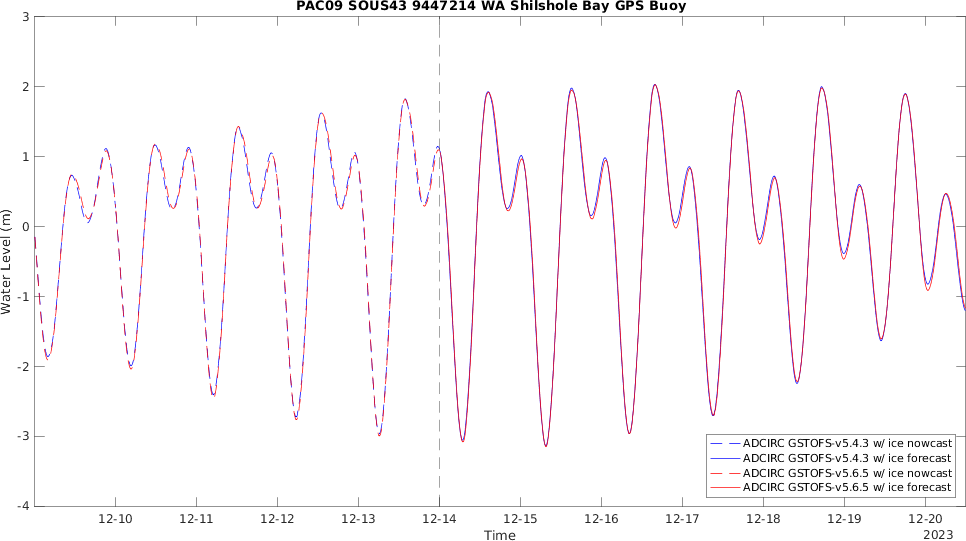 PAC09 SOUS43 9447214 WA Shilshole Bay GPS Buoy
3
2
1
0
-1
-2
-3
-4
Water Level (m)
ADCIRC GSTOFS-v5.4.3 w/ ice nowcast
ADCIRC GSTOFS-v5.4.3 w/ ice forecast
ADCIRC GSTOFS-v5.6.5 w/ ice nowcast
ADCIRC GSTOFS-v5.6.5 w/ ice forecast
12-10 12-11 12-12 12-13 12-14 12-15 12-16 12-17 12-18 12-19 12-20
Time 2023